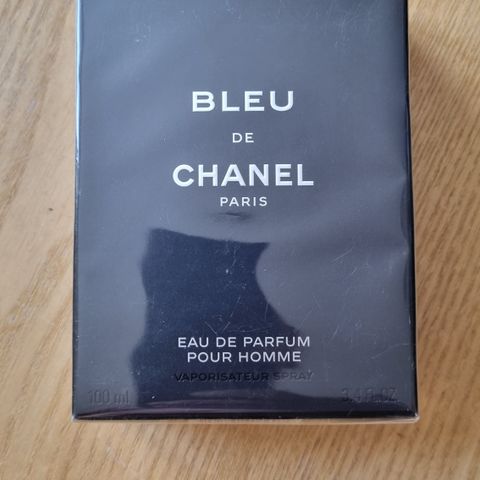 BLEU
DE
CHANEL
PARIS
EAU DE PARFUM
POUR HOMME
VAPORISATEUR SPRAY
100 ml 3.4 FL. OZ